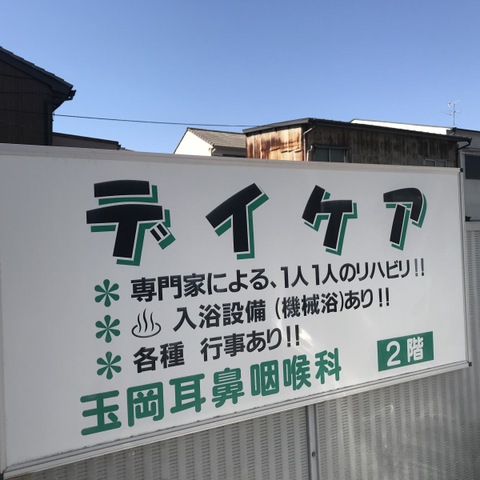 デイケア
＊専門家による、1人1人のリハビリ!!
＊♨入浴設備(機械浴)あり!!
＊各種 行事あり!!
玉岡耳鼻咽喉科 2階